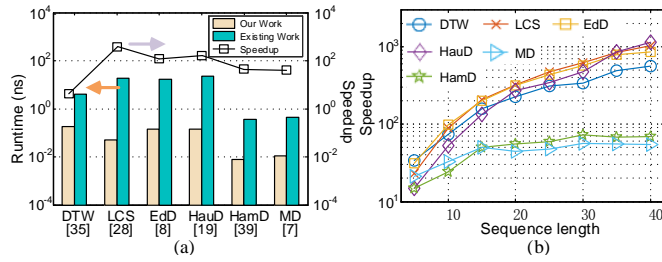 Our Work
Existing Work
Speedup
Runtime (ns)
10^4
10^2
10^0
10^-2
10^-4
10^4
10^2
10^0
10^-2
10^-4
Speedup
DTW LCS EdD HauD HamD MD
[35] [28] [8] [19] [39] [7]
(a)
DTW LCS EdD
HauD MD
HamD
Speedup
10^3
10^2
10^1
10 20 30 40
Sequence length
(b)